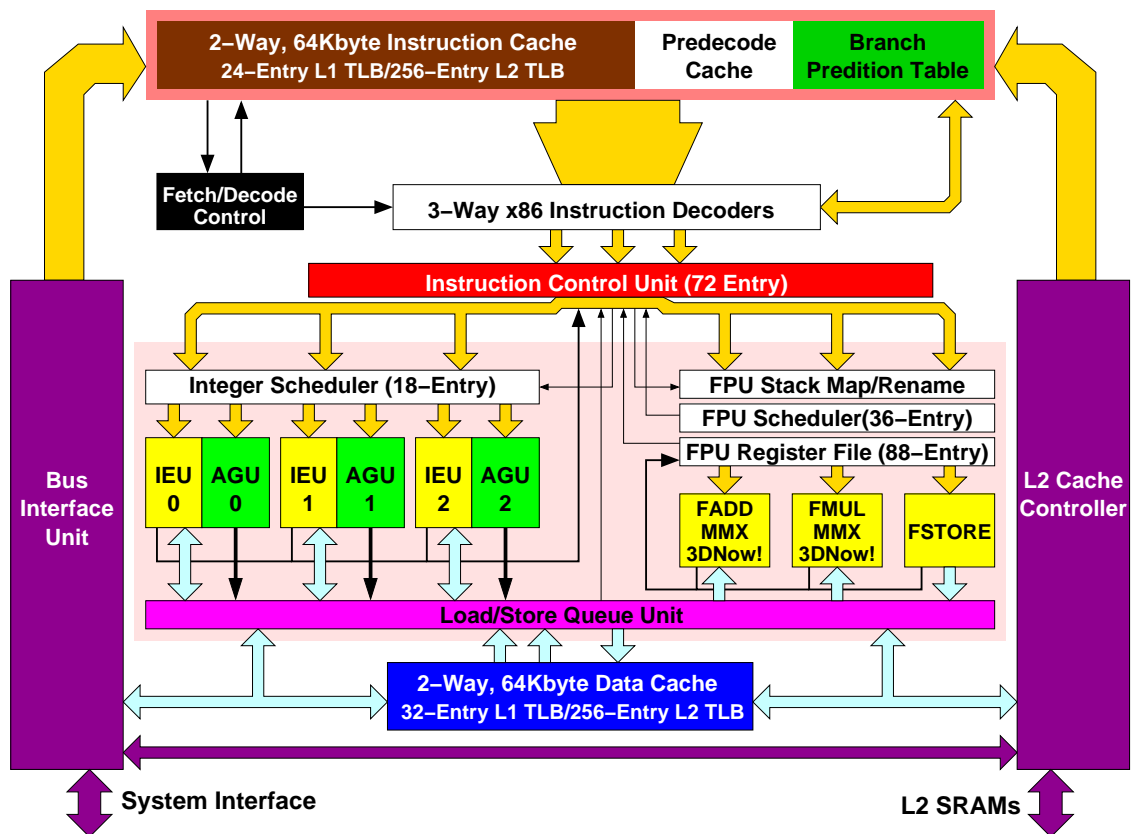 2–Way, 64Kbyte Instruction Cache
24–Entry L1 TLB/256–Entry L2 TLB
Predecode
Cache
Branch
Predition Table
Fetch/Decode
Control
3–Way x86 Instruction Decoders
Instruction Control Unit (72 Entry)
Integer Scheduler (18–Entry)
FPU Stack Map/Rename
FPU Scheduler(36–Entry)
FPU Register File (88–Entry)
IEU
0
AGU
0
IEU
1
AGU
1
IEU
2
AGU
2
FADD
MMX
3DNow!
FMUL
MMX
3DNow!
FSTORE
Bus
Interface
Unit
L2 Cache
Controller
Load/Store Queue Unit
2–Way, 64Kbyte Data Cache
32–Entry L1 TLB/256–Entry L2 TLB
System Interface
L2 SRAMs